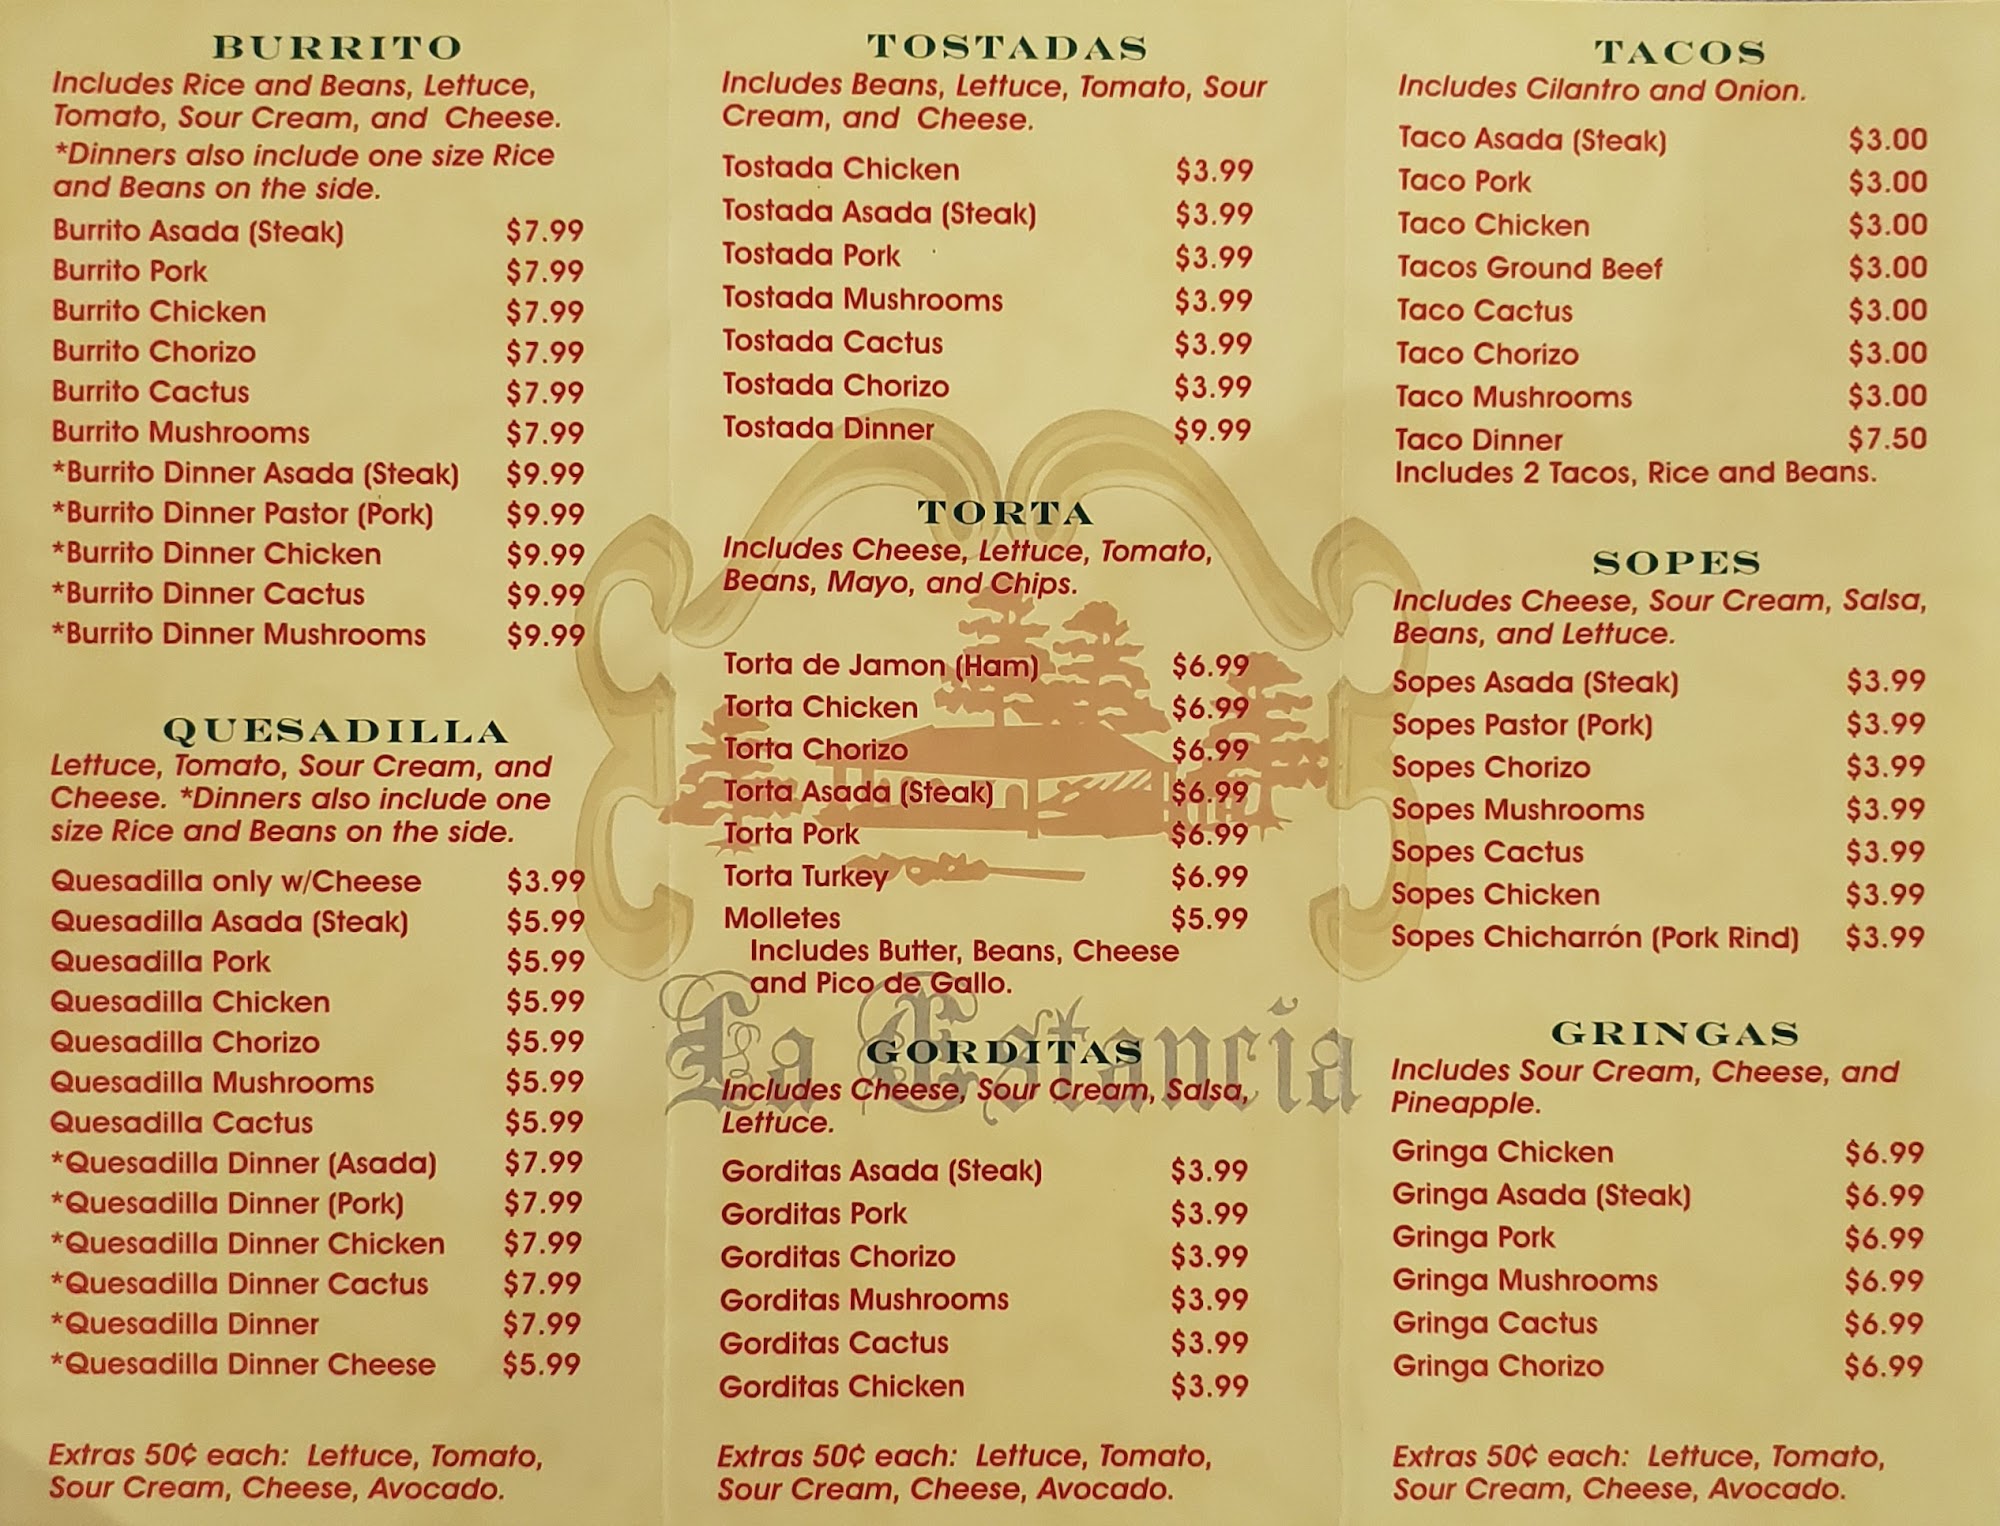 BURRITO
Includes Rice and Beans, Lettuce,
Tomato, Sour Cream, and Cheese.
*Dinners also include one size Rice
and Beans on the side.
Burrito Asada (Steak) $7.99
Burrito Pork $7.99
Burrito Chicken $7.99
Burrito Chorizo $7.99
Burrito Cactus $7.99
Burrito Mushrooms $7.99
*Burrito Dinner Asada (Steak) $9.99
*Burrito Dinner Pastor (Pork) $9.99
*Burrito Dinner Chicken $9.99
*Burrito Dinner Cactus $9.99
*Burrito Dinner Mushrooms $9.99
QUESADILLA
Lettuce, Tomato, Sour Cream, and
Cheese. *Dinners also include one
size Rice and Beans on the side.
Quesadilla only w/Cheese $3.99
Quesadilla Asada (Steak) $5.99
Quesadilla Pork $5.99
Quesadilla Chicken $5.99
Quesadilla Chorizo $5.99
Quesadilla Mushrooms $5.99
Quesadilla Cactus $5.99
*Quesadilla Dinner (Asada) $7.99
*Quesadilla Dinner (Pork) $7.99
*Quesadilla Dinner Chicken $7.99
*Quesadilla Dinner Cactus $7.99
*Quesadilla Dinner $7.99
*Quesadilla Dinner Cheese $5.99
Extras 50¢ each: Lettuce, Tomato,
Sour Cream, Cheese, Avocado.
TOSTADAS
Includes Beans, Lettuce, Tomato, Sour
Cream, and Cheese.
Tostada Chicken $3.99
Tostada Asada (Steak) $3.99
Tostada Pork $3.99
Tostada Mushrooms $3.99
Tostada Cactus $3.99
Tostada Chorizo $3.99
Tostada Dinner $9.99
TORTA
Includes Cheese, Lettuce, Tomato,
Beans, Mayo, and Chips.
Torta de Jamon (Ham) $6.99
Torta Chicken $6.99
Torta Chorizo $6.99
Torta Asada (Steak) $6.99
Torta Pork $6.99
Torta Turkey $6.99
Molletes $5.99
Includes Butter, Beans, Cheese
and Pico de Gallo.
La Estancia
GORDITAS
Includes Cheese, Sour Cream, Salsa,
Lettuce.
Gorditas Asada (Steak) $3.99
Gorditas Pork $3.99
Gorditas Chorizo $3.99
Gorditas Mushrooms $3.99
Gorditas Cactus $3.99
Gorditas Chicken $3.99
Extras 50¢ each: Lettuce, Tomato,
Sour Cream, Cheese, Avocado.
TACOS
Includes Cilantro and Onion.
Taco Asada (Steak) $3.00
Taco Pork $3.00
Taco Chicken $3.00
Tacos Ground Beef $3.00
Taco Cactus $3.00
Taco Chorizo $3.00
Taco Mushrooms $3.00
Taco Dinner $7.50
Includes 2 Tacos, Rice and Beans.
SOPES
Includes Cheese, Sour Cream, Salsa,
Beans, and Lettuce.
Sopes Asada (Steak) $3.99
Sopes Pastor (Pork) $3.99
Sopes Chorizo $3.99
Sopes Mushrooms $3.99
Sopes Cactus $3.99
Sopes Chicken $3.99
Sopes Chicharrón (Pork Rind) $3.99
GRINGAS
Includes Sour Cream, Cheese, and
Pineapple.
Gringa Chicken $6.99
Gringa Asada (Steak) $6.99
Gringa Pork $6.99
Gringa Mushrooms $6.99
Gringa Cactus $6.99
Gringa Chorizo $6.99
Extras 50¢ each: Lettuce, Tomato,
Sour Cream, Cheese, Avocado.